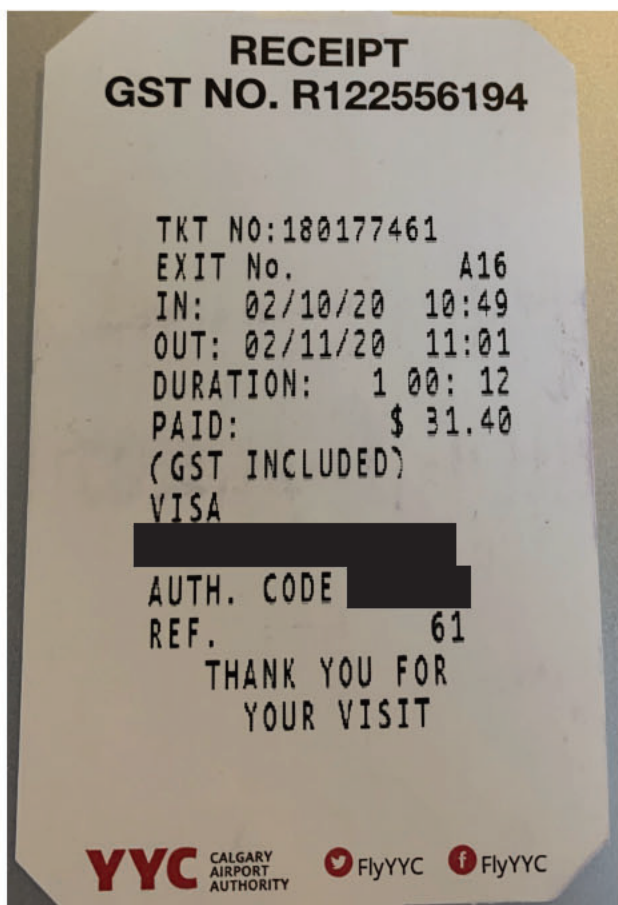 RECEIPT
GST NO. R122556194
TKT NO:180177461
EXIT No. A16
IN: 02/10/20 10:49
OUT: 02/11/20 11:01
DURATION: 1 00: 12
PAID: $ 31.40
(GST INCLUDED)
VISA
AUTH. CODE
REF. 61
THANK YOU FOR
YOUR VISIT
YYC CALGARY
AIRPORT
AUTHORITY
FlyYYC FlyYYC